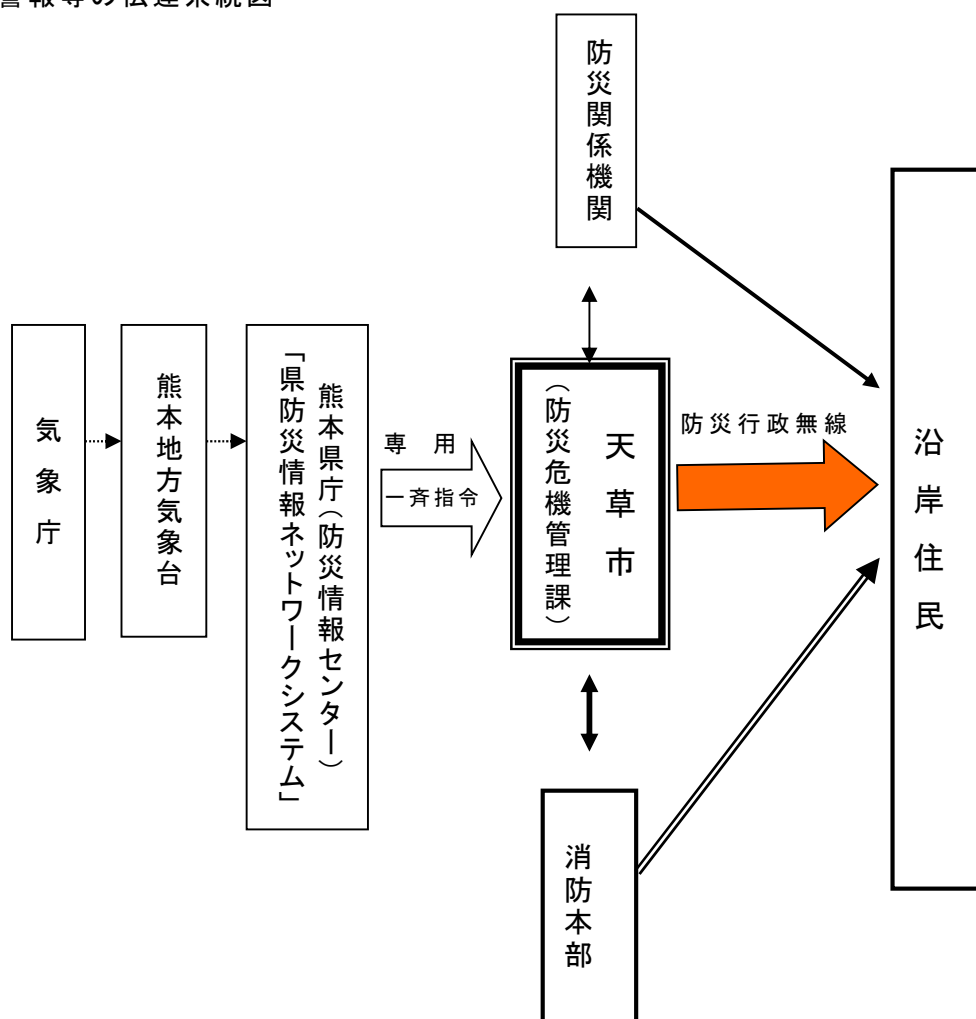 警報等の伝達系統図
防災関係機関
気象庁
熊本地方気象台
熊本県庁(防災情報センター)
「県防災情報ネットワークシステム」
専用
一斉指令
天草市
(防災危機管理課)
防災行政無線
沿岸住民
消防本部